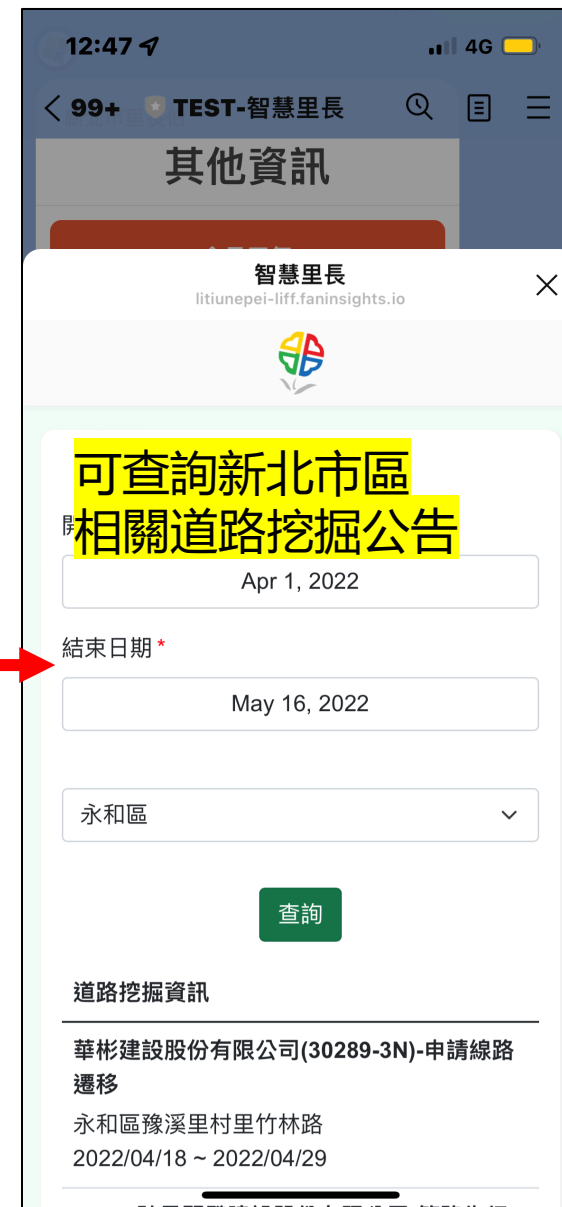 12:47
4G
99+
TEST-智慧里長
其他資訊
智慧里長
litiunepei-liff.faninsights.io
可查詢新北市區
相關道路挖掘公告
Apr 1, 2022
結束日期*
May 16, 2022
永和區
查詢
道路挖掘資訊
華彬建設股份有限公司(30289-3N)-申請線路
遷移
永和區豫溪里村里竹林路
2022/04/18 ~ 2022/04/29